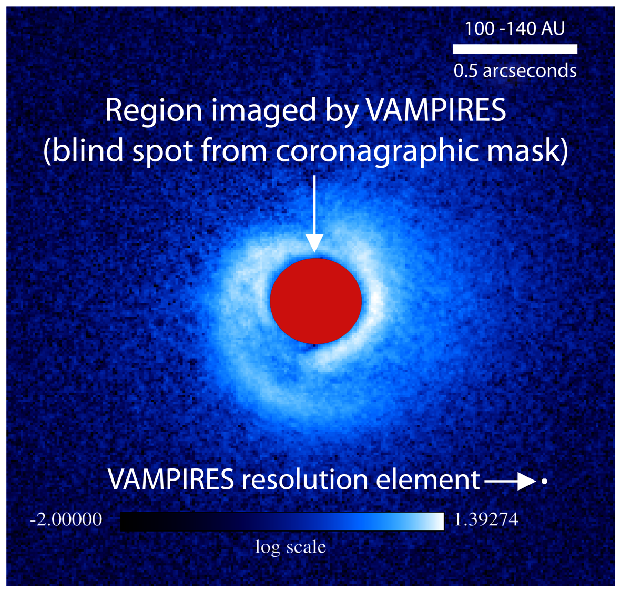 100 -140 AU
0.5 arcseconds
Region imaged by VAMPIRES
(blind spot from coronagraphic mask)
VAMPIRES resolution element
-2.00000
1.39274
log scale